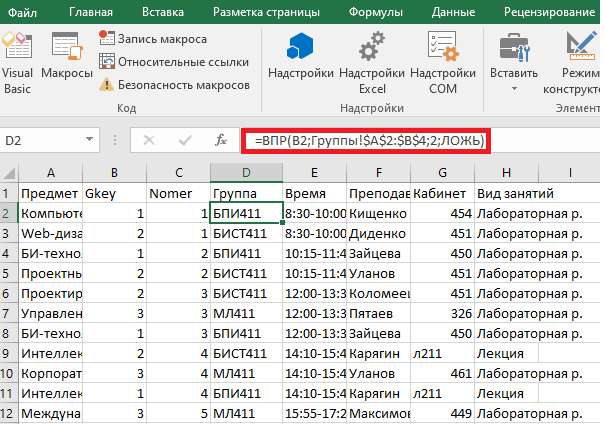 Файл Главная Вставка Разметка страницы Формулы Данные Рецензирование
Visual Basic
Макросы
Запись макроса
Относительные ссылки
Безопасность макросов
Код
Надстройки
Надстройки Excel
Надстройки COM
Надстройки
Вставить
Режим конструкт
Элемент
D2 fx =ВПР(B2;Группы!$A$2:$B$4;2;ЛОЖЬ)
A B C D E F G H I
1 Предмет Gkey Nomer Группа Время Преподав Кабинет Вид занятий
2 Компьюте 1 1 БПИ411 8:30-10:00 Кищенко 454 Лабораторная р.
3 Web-диза 2 1 БИСТ411 8:30-10:00 Диденко 451 Лабораторная р.
4 БИ-техно 1 2 БПИ411 10:15-11:4 Зайцева 450 Лабораторная р.
5 Проектны 2 2 БИСТ411 10:15-11:4 Уланов 451 Лабораторная р.
6 Проектир 2 3 БИСТ411 12:00-13:3 Коломеец 451 Лабораторная р.
7 Управлен 3 3 МЛ411 12:00-13:3 Пятаев 326 Лабораторная р.
8 БИ-техно 1 3 БПИ411 12:00-13:3 Зайцева 450 Лабораторная р.
9 Интеллек 2 4 БИСТ411 14:10-15:4 Карягин л211 Лекция
10 Корпорат 3 4 МЛ411 14:10-15:4 Уланов 461 Лабораторная р.
11 Интеллек 1 4 БПИ411 14:10-15:4 Карягин л211 Лекция
12 Междуна 3 5 МЛ411 15:55-17:2 Максимов 449 Лабораторная р.